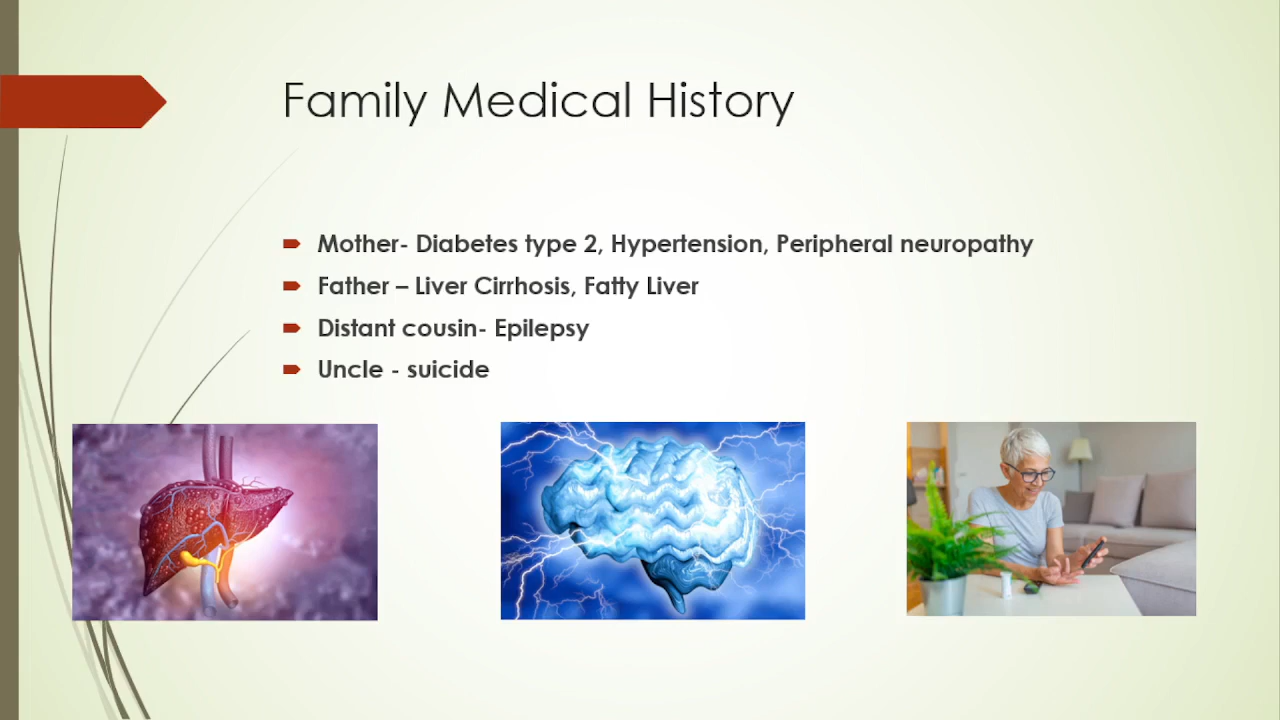 Family Medical History
Mother- Diabetes type 2, Hypertension, Peripheral neuropathy
Father – Liver Cirrhosis, Fatty Liver
Distant cousin- Epilepsy
Uncle - suicide